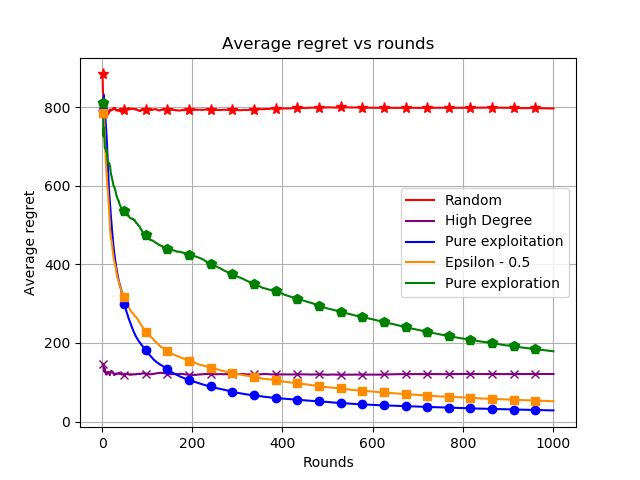 Average regret vs rounds
Average regret
800
600
400
200
0
0 200 400 600 800 1000
Rounds
Random
High Degree
Pure exploitation
Epsilon - 0.5
Pure exploration